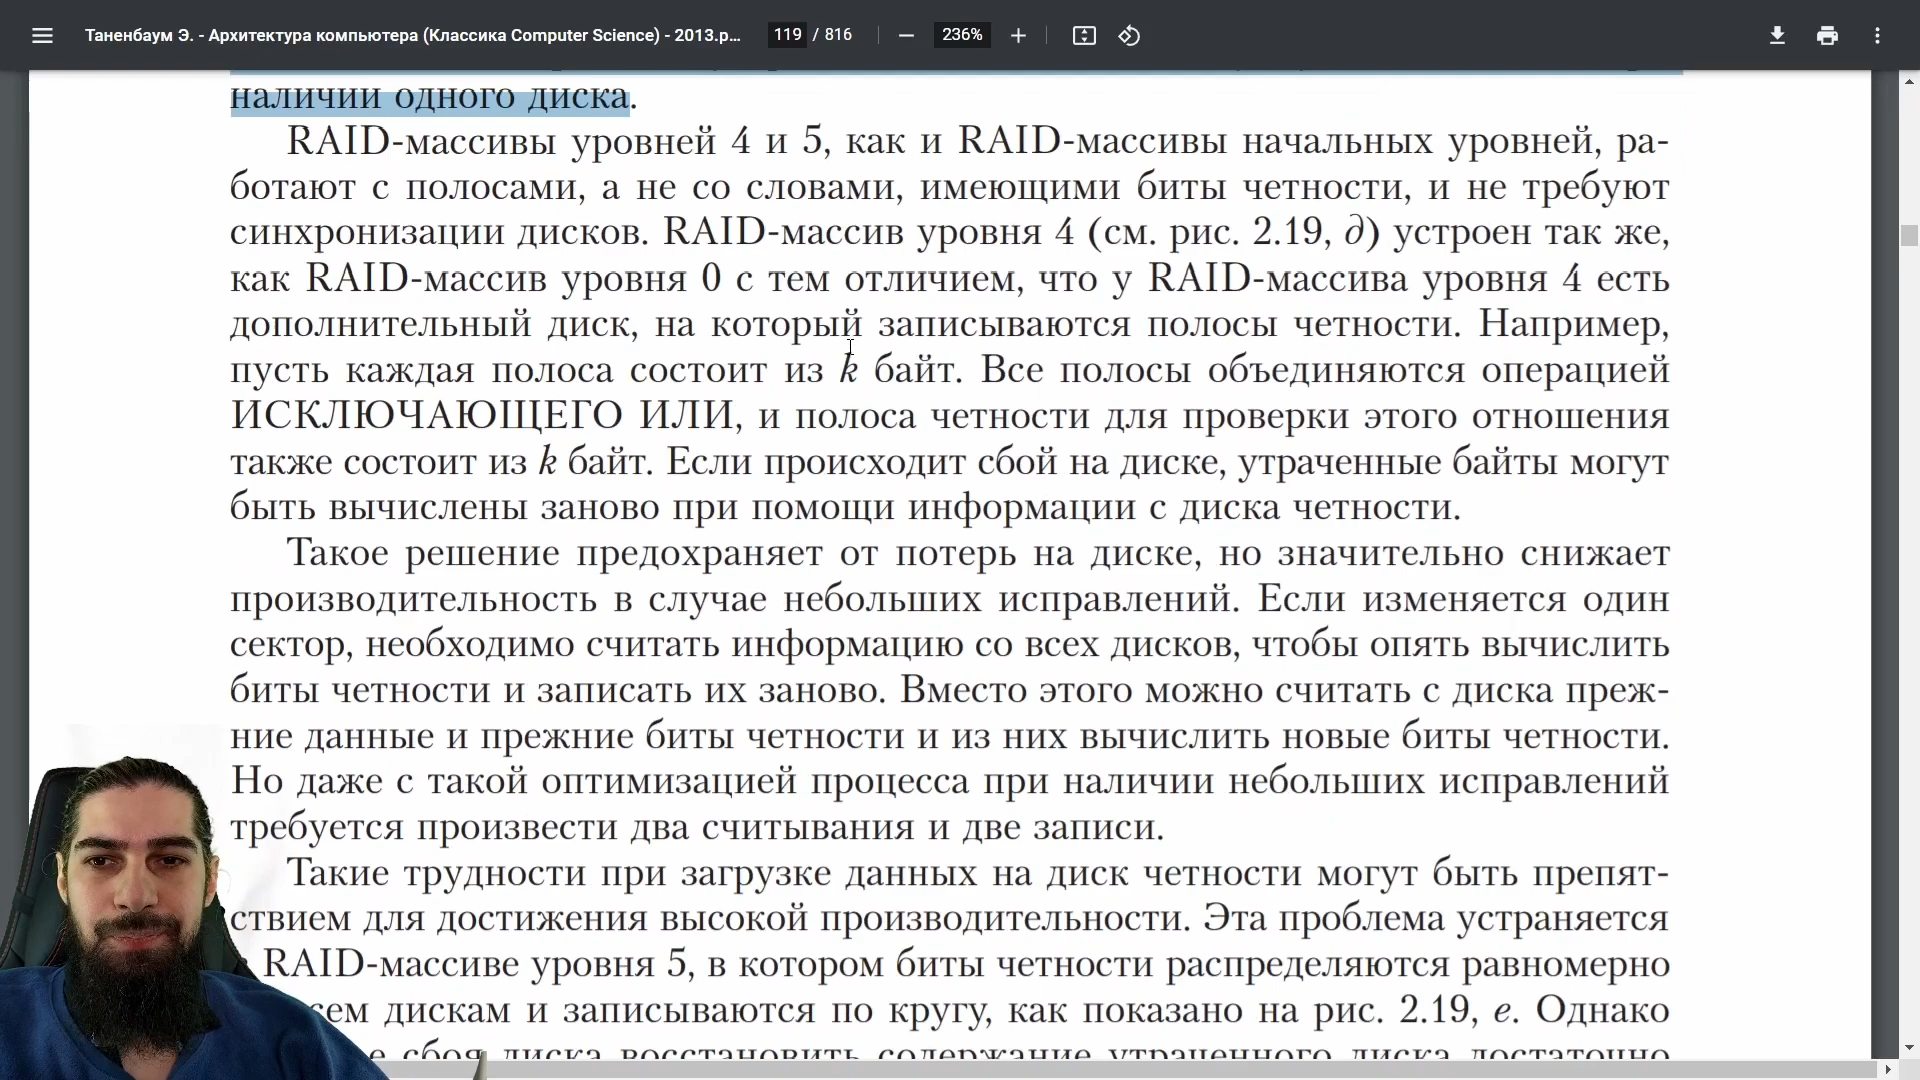 Таненбаум Э. - Архитектура компьютера (Классика Computer Science) - 2013.p... 119 / 816 236%
наличии одного диска.
RAID-массивы уровней 4 и 5, как и RAID-массивы начальных уровней, ра-
ботают с полосами, а не со словами, имеющими биты четности, и не требуют
синхронизации дисков. RAID-массив уровня 4 (см. рис. 2.19, д) устроен так же,
как RAID-массив уровня 0 с тем отличием, что у RAID-массива уровня 4 есть
дополнительный диск, на который записываются полосы четности. Например,
пусть каждая полоса состоит из k байт. Все полосы объединяются операцией
ИСКЛЮЧАЮЩЕГО ИЛИ, и полоса четности для проверки этого отношения
также состоит из k байт. Если происходит сбой на диске, утраченные байты могут
быть вычислены заново при помощи информации с диска четности.
Такое решение предохраняет от потерь на диске, но значительно снижает
производительность в случае небольших исправлений. Если изменяется один
сектор, необходимо считать информацию со всех дисков, чтобы опять вычислить
биты четности и записать их заново. Вместо этого можно считать с диска преж-
ние данные и прежние биты четности и из них вычислить новые биты четности.
Но даже с такой оптимизацией процесса при наличии небольших исправлений
требуется произвести два считывания и две записи.
Такие трудности при загрузке данных на диск четности могут быть препят-
ствием для достижения высокой производительности. Эта проблема устраняется
RAID-массиве уровня 5, в котором биты четности распределяются равномерно
дискам и записываются по кругу, как показано на рис. 2.19, е. Однако
сбоя диска восстановить содержание утраченного диска достаточно